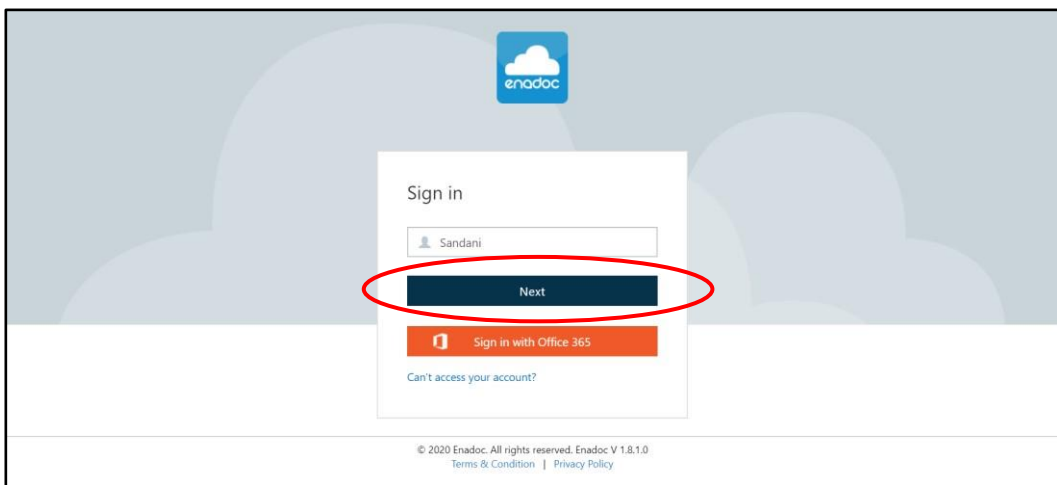 enadoc
Sign in
Sandani
Next
Sign in with Office 365
Can't access your account?
© 2020 Enadoc. All rights reserved. Enadoc V 1.8.1.0
Terms & Condition | Privacy Policy